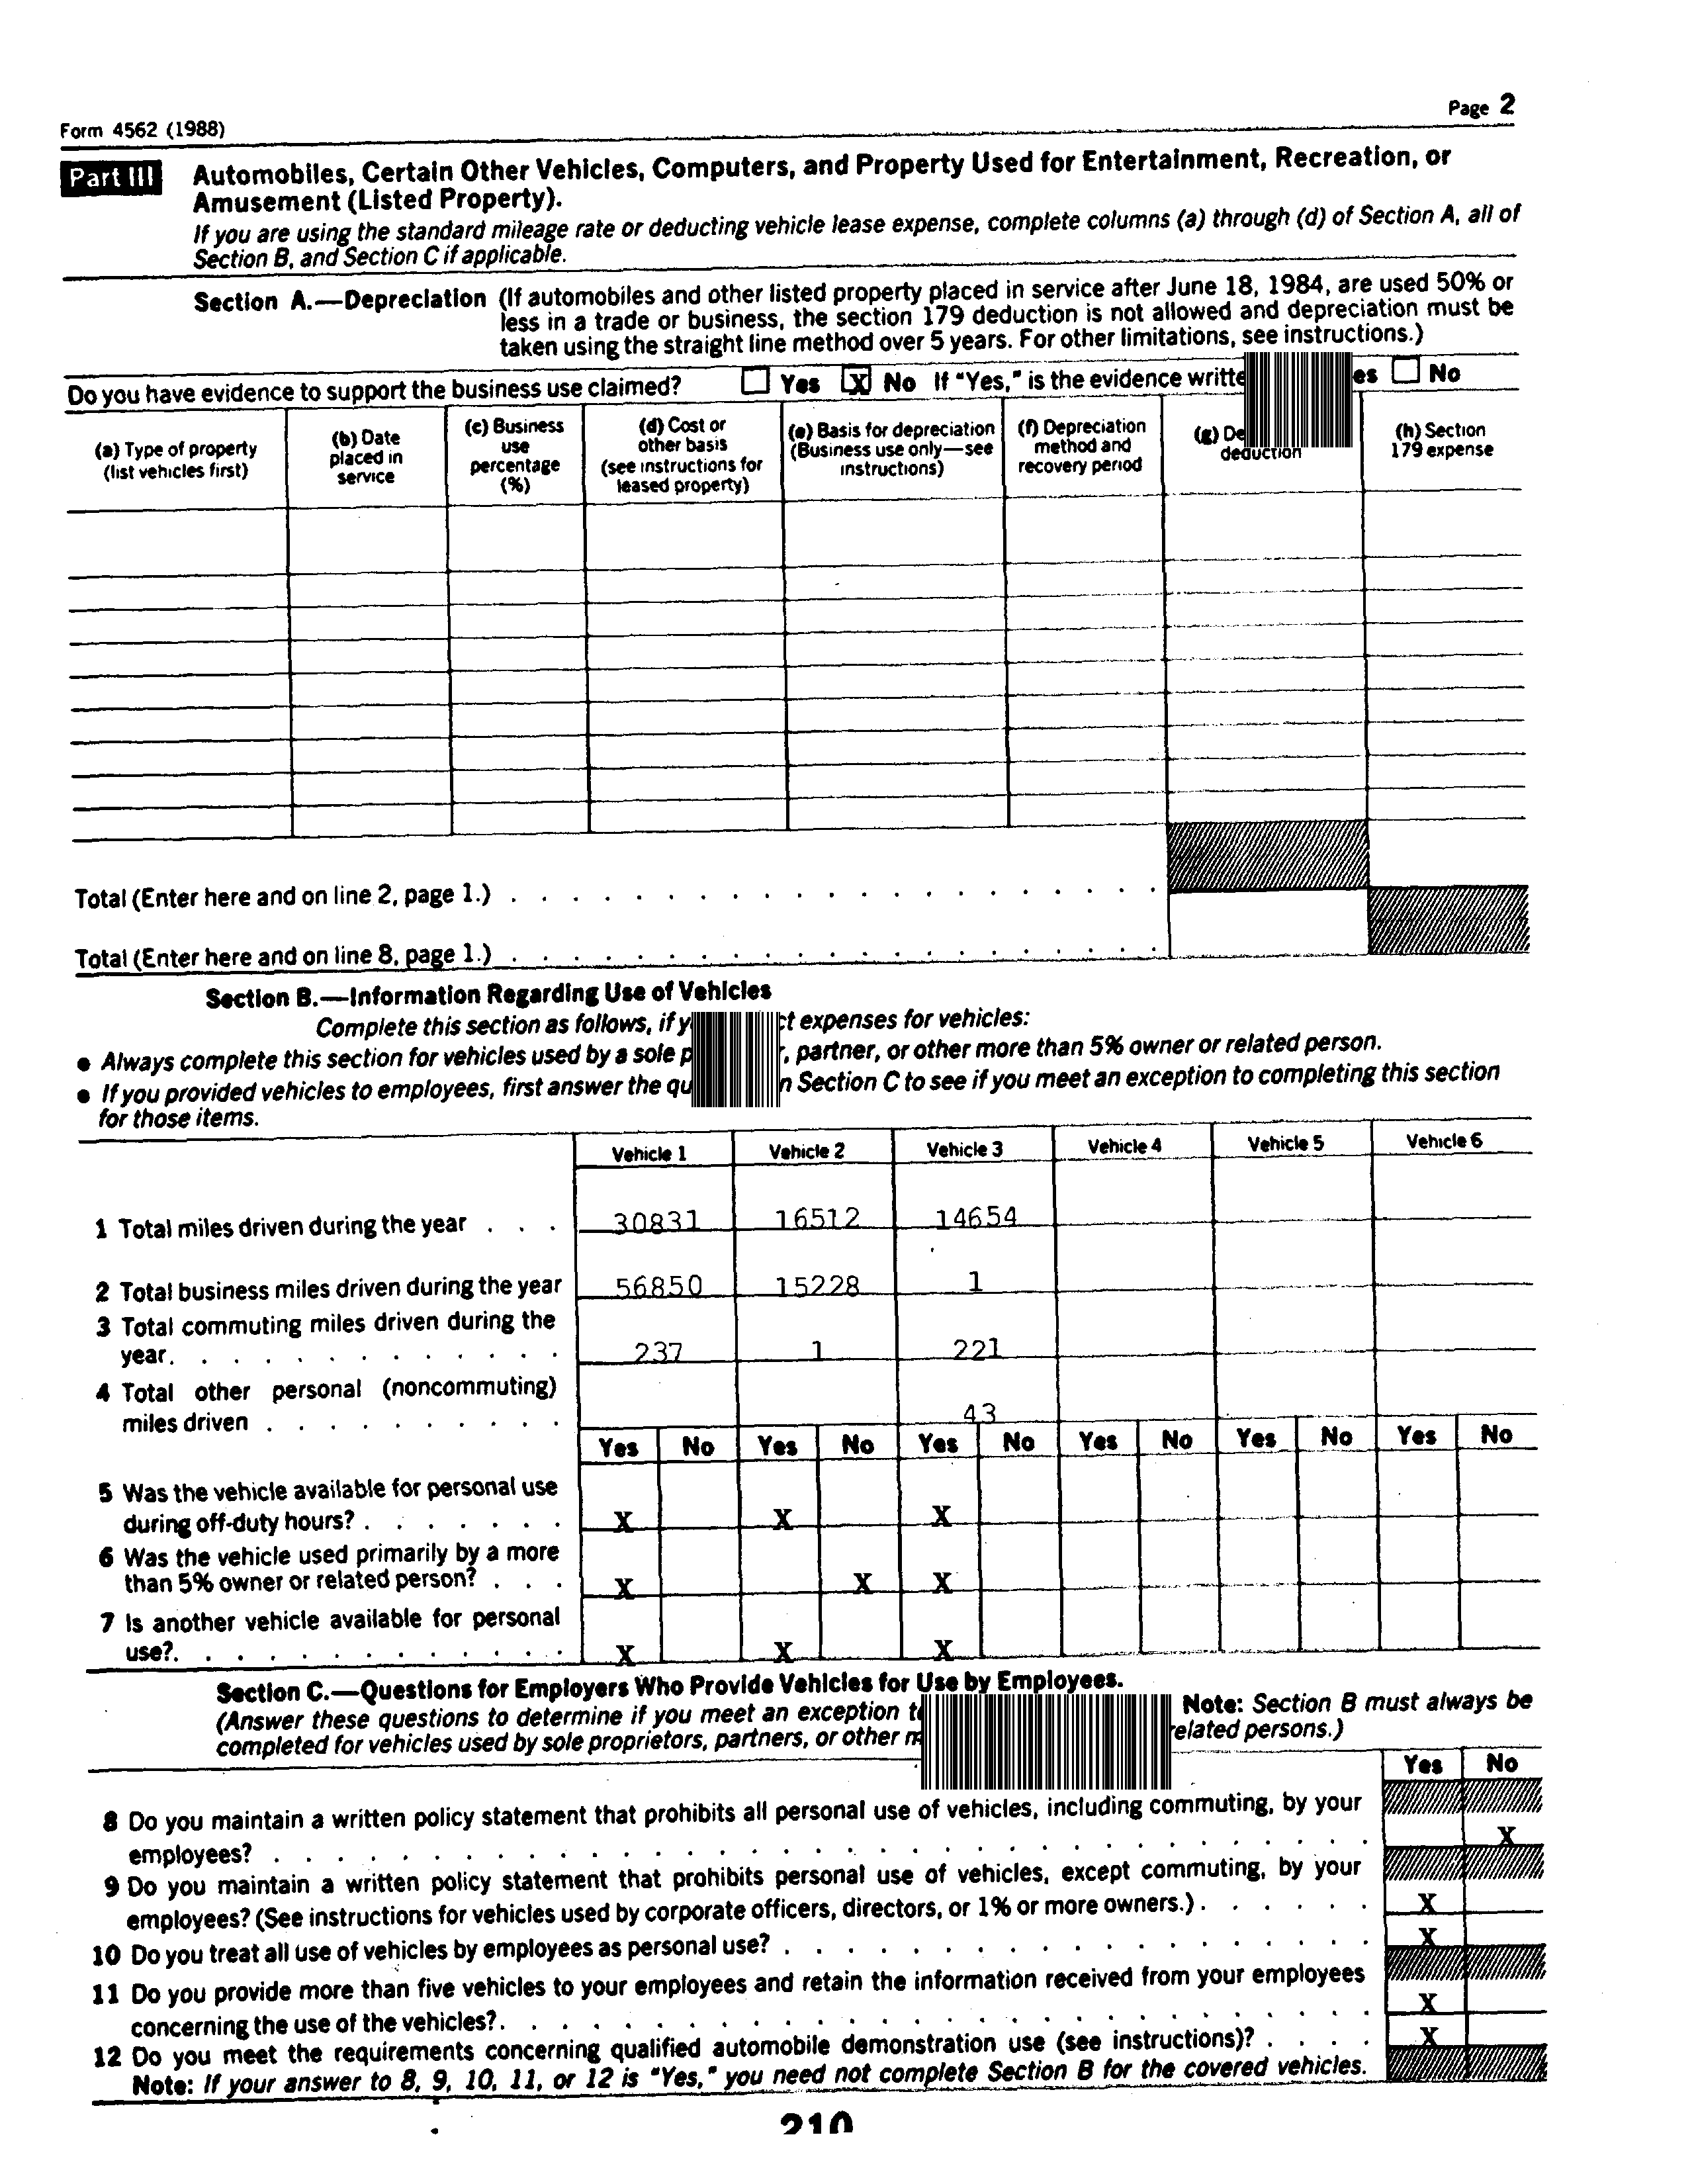 Form 4562 (1988)
Page 2
Part III
Automobiles, Certain Other Vehicles, Computers, and Property Used for Entertainment, Recreation, or
Amusement (Listed Property).
If you are using the standard mileage rate or deducting vehicle lease expense, complete columns (a) through (d) of Section A, all of
Section B, and Section C if applicable.
Section A.—Depreciation (If automobiles and other listed property placed in service after June 18, 1984, are used 50% or
less in a trade or business, the section 179 deduction is not allowed and depreciation must be
taken using the straight line method over 5 years. For other limitations, see instructions.)
Do you have evidence to support the business use claimed? Yes X No If "Yes," is the evidence No
(a) Type of property
(list vehicles first)
(b) Date
placed in
service
(c) Business
use
percentage
(%)
(d) Cost or
other basis
(see instructions for
leased property)
(e) Basis for depreciation
(Business use only—see
instructions)
(f) Depreciation
method and
recovery period
(g)
deduction
(h) Section
179 expense
Total (Enter here and on line 2, page 1.)
Total (Enter here and on line 8, page 1.)
Section B.—Information Regarding Use of Vehicles
Complete this section as follows, if expenses for vehicles:
● Always complete this section for vehicles used by a sole partner, or other more than 5% owner or related person.
● If you provided vehicles to employees, first answer the Section C to see if you meet an exception to completing this section
for those items.
Vehicle 1 Vehicle 2 Vehicle 3 Vehicle 4 Vehicle 5 Vehicle 6
1 Total miles driven during the year . . . 30831 16512 14654
2 Total business miles driven during the year 56850 15228 1
3 Total commuting miles driven during the
year. . . . . . . . . . . . . 237 1 221
4 Total other personal (noncommuting)
miles driven . . . . . . . . . . 43
Yes No Yes No Yes No Yes No Yes No Yes No
5 Was the vehicle available for personal use
during off-duty hours? . . . . . . . X X X
6 Was the vehicle used primarily by a more
than 5% owner or related person? . . . X X X
7 Is another vehicle available for personal
use?. . . . . . . . . . . . . X X X
Section C.—Questions for Employers Who Provide Vehicles for Use by Employees.
(Answer these questions to determine if you meet an exception Note: Section B must always be
completed for vehicles used by sole proprietors, partners, or other related persons.)
Yes No
8 Do you maintain a written policy statement that prohibits all personal use of vehicles, including commuting, by your
employees? X
9 Do you maintain a written policy statement that prohibits personal use of vehicles, except commuting, by your
employees? (See instructions for vehicles used by corporate officers, directors, or 1% or more owners.) . . . . . . X
10 Do you treat all use of vehicles by employees as personal use? X
11 Do you provide more than five vehicles to your employees and retain the information received from your employees
concerning the use of the vehicles?. X
12 Do you meet the requirements concerning qualified automobile demonstration use (see instructions)? . . . . X
Note: If your answer to 8, 9, 10, 11, or 12 is "Yes," you need not complete Section B for the covered vehicles.
210